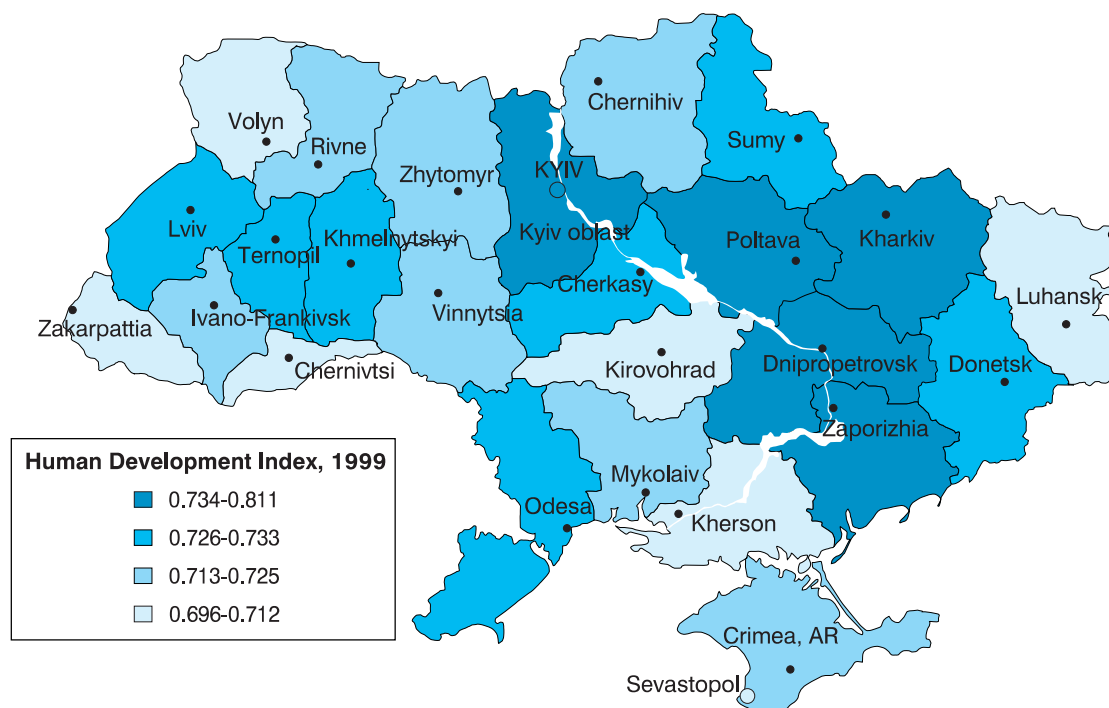 Chernihiv
Volyn
Sumy
Rivne
KYIV
Zhytomyr
Lviv
Khmelnytskyi
Kyiv oblast
Poltava
Kharkiv
Ternopil
Cherkasy
Luhansk
Zakarpattia
Ivano-Frankivsk
Vinnytsia
Chernivtsi
Kirovohrad
Dnipropetrovsk
Donetsk
Zaporizhia
Human Development Index, 1999
0.734-0.811
0.726-0.733
0.713-0.725
0.696-0.712
Mykolaiv
Odesa
Kherson
Crimea, AR
Sevastopol